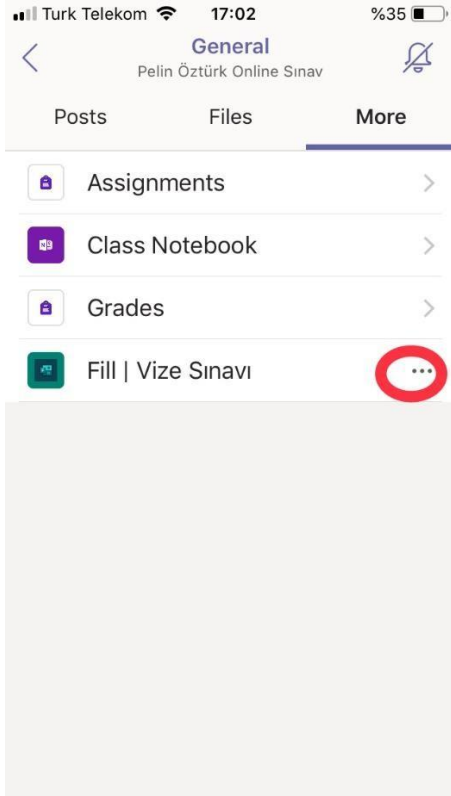 Turk Telekom 17:02 %35
General
Pelin Öztürk Online Sınav
Posts Files More
Assignments
Class Notebook
Grades
Fill | Vize Sınavı